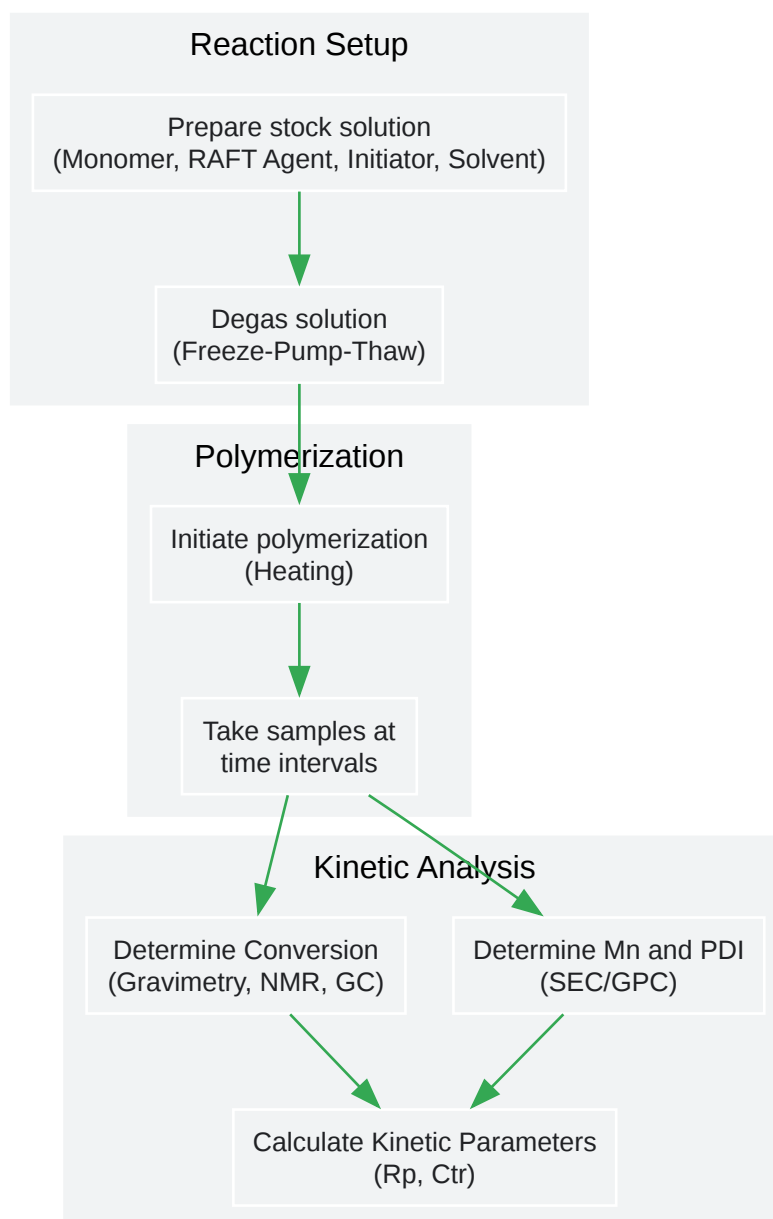 Reaction Setup
Prepare stock solution
(Monomer, RAFT Agent, Initiator, Solvent)
Degas solution
(Freeze-Pump-Thaw)
Polymerization
Initiate polymerization
(Heating)
Take samples at
time intervals
Kinetic Analysis
Determine Conversion
(Gravimetry, NMR, GC)
Determine Mn and PDI
(SEC/GPC)
Calculate Kinetic Parameters
(Rp, Ctr)